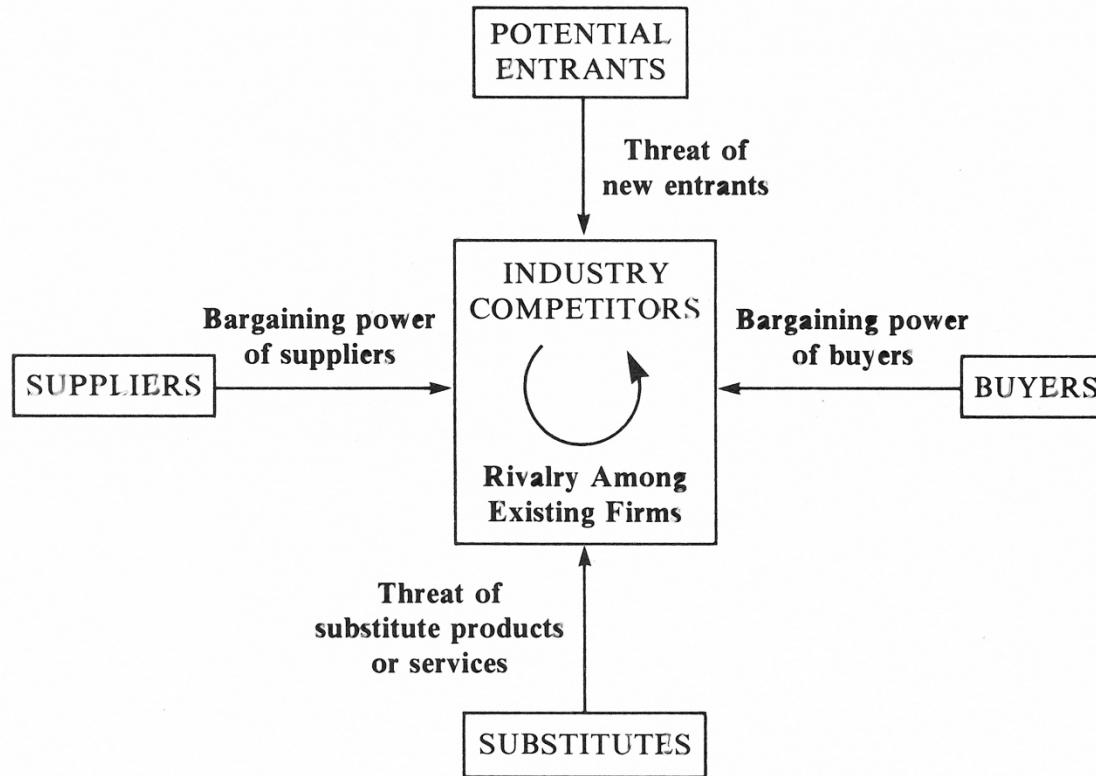 POTENTIAL
ENTRANTS
Threat of
new entrants
INDUSTRY
COMPETITORS
Bargaining power
of suppliers
Bargaining power
of buyers
SUPPLIERS
BUYERS
Rivalry Among
Existing Firms
Threat of
substitute products
or services
SUBSTITUTES